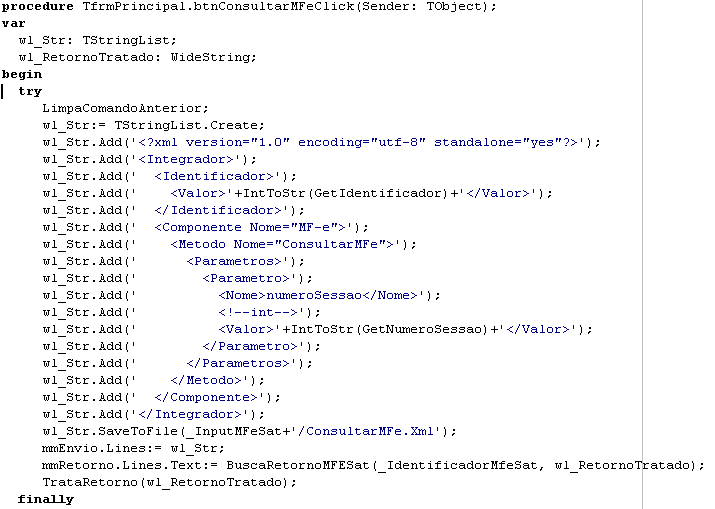 procedure TfrmPrincipal.btnConsultarMFeClick(Sender: TObject);
var
  wl_Str: TStringList;
  wl_RetornoTratado: WideString;
begin
  try
     LimpaComandoAnterior;
     wl_Str:= TStringList.Create;
     wl_Str.Add('<?xml version="1.0" encoding="utf-8" standalone="yes"?>');
     wl_Str.Add('<Integrador>');
     wl_Str.Add('  <Identificador>');
     wl_Str.Add('    <Valor>'+IntToStr(GetIdentificador)+'</Valor>');
     wl_Str.Add('  </Identificador>');
     wl_Str.Add('  <Componente Nome="MF-e">');
     wl_Str.Add('    <Metodo Nome="ConsultarMFe">');
     wl_Str.Add('      <Parametros>');
     wl_Str.Add('        <Parametro>');
     wl_Str.Add('          <Nome>numeroSessao</Nome>');
     wl_Str.Add('          <!--int-->');
     wl_Str.Add('          <Valor>'+IntToStr(GetNumeroSessao)+'</Valor>');
     wl_Str.Add('        </Parametro>');
     wl_Str.Add('      </Parametros>');
     wl_Str.Add('    </Metodo>');
     wl_Str.Add('  </Componente>');
     wl_Str.Add('</Integrador>');
     wl_Str.SaveToFile(_InputMFeSat+'/ConsultarMFe.Xml');
     mmEnvio.Lines:= wl_Str;
     mmRetorno.Lines.Text:= BuscaRetornoMFESat(_IdentificadorMfeSat, wl_RetornoTratado);
     TrataRetorno(wl_RetornoTratado);
  finally